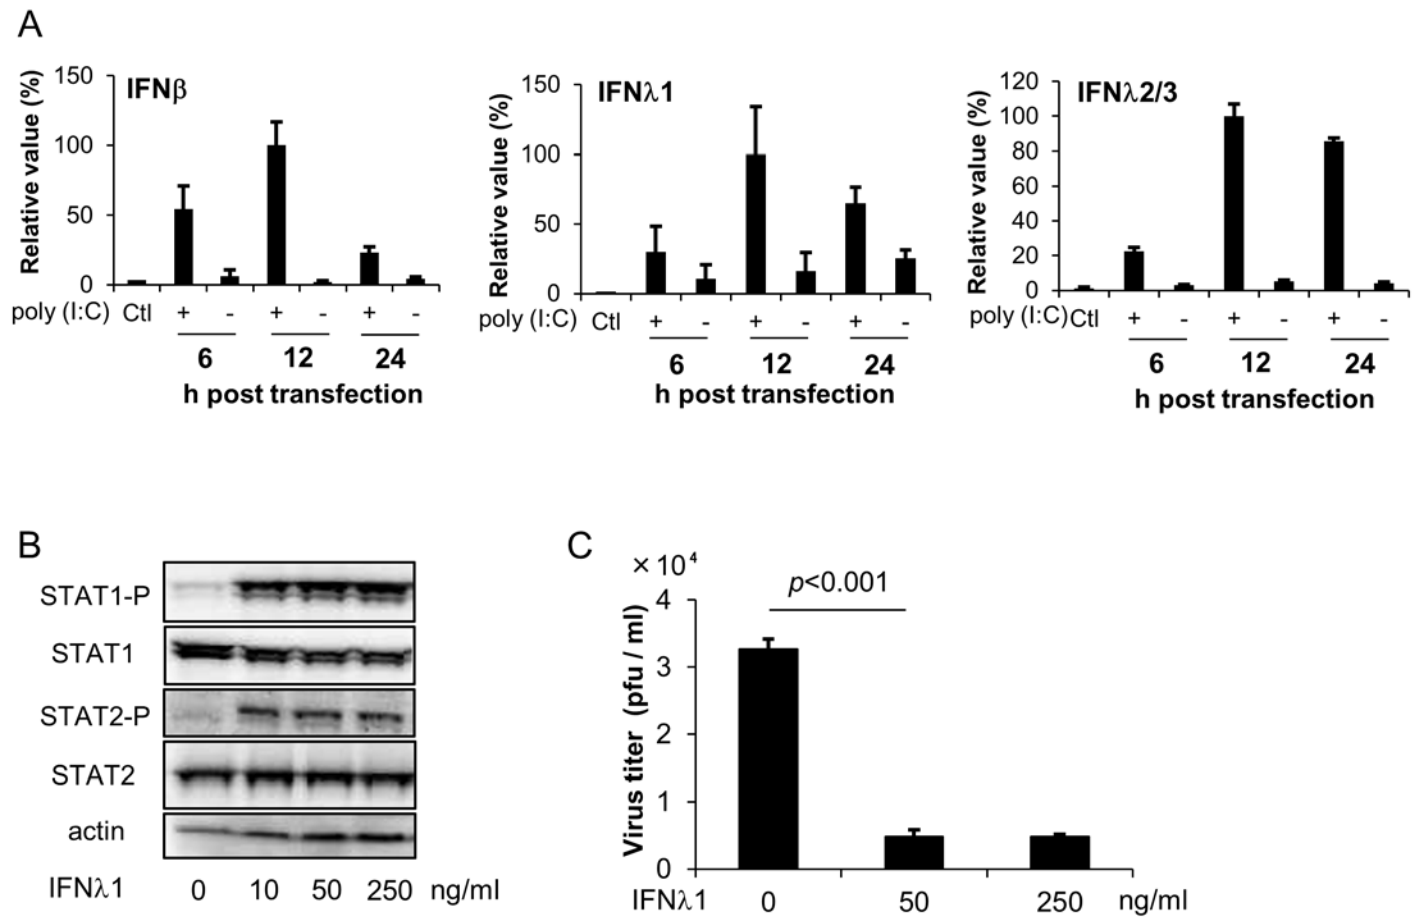 A
IFNβ
Relative value (%)
150
100
50
0
poly (I:C) Ctl + - + - + -
6 12 24
h post transfection
IFNλ1
Relative value (%)
150
100
50
0
poly (I:C) Ctl + - + - + -
6 12 24
h post transfection
IFNλ2/3
Relative value (%)
120
100
80
60
40
20
0
poly (I:C) Ctl + - + - + -
6 12 24
h post transfection
B
STAT1-P
STAT1
STAT2-P
STAT2
actin
IFNλ1 0 10 50 250 ng/ml
C
×10⁴
p<0.001
Virus titer (pfu / ml)
4
3
2
1
0
IFNλ1 0 50 250 ng/ml